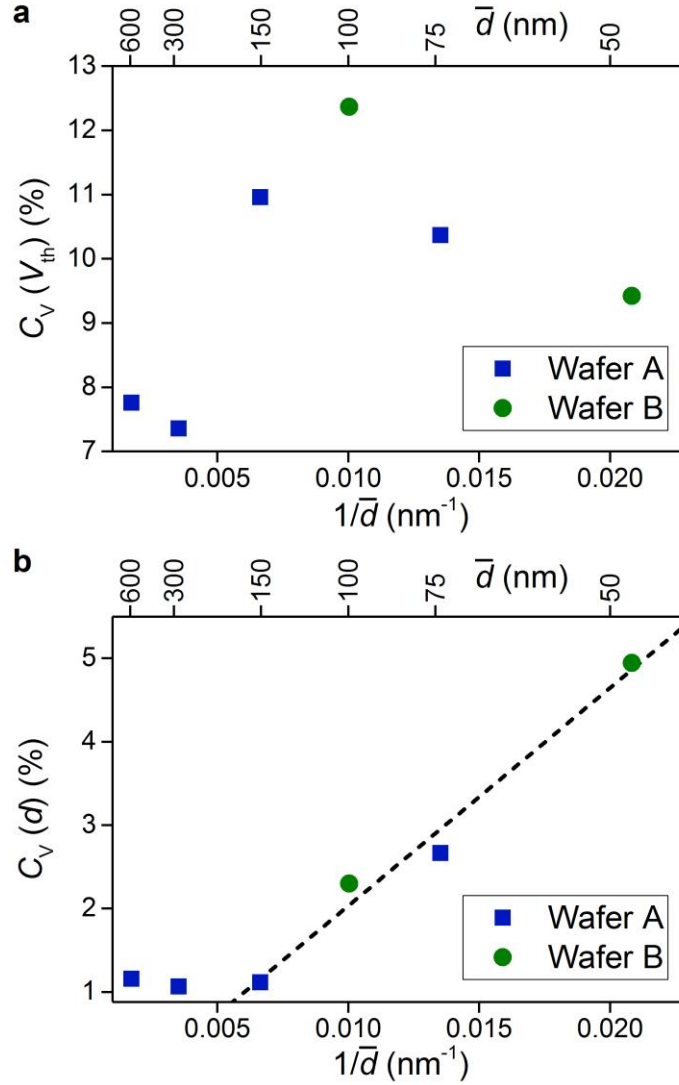 a
600 300 150 100 75 d̅ (nm) 50
13
12
11
10
9
8
7
C_V (V_th) (%)
Wafer A
Wafer B
0.005 0.010 0.015 0.020
1/d̅ (nm⁻¹)
b
600 300 150 100 75 d̅ (nm) 50
5
4
3
2
1
C_V (d) (%)
Wafer A
Wafer B
0.005 0.010 0.015 0.020
1/d̅ (nm⁻¹)